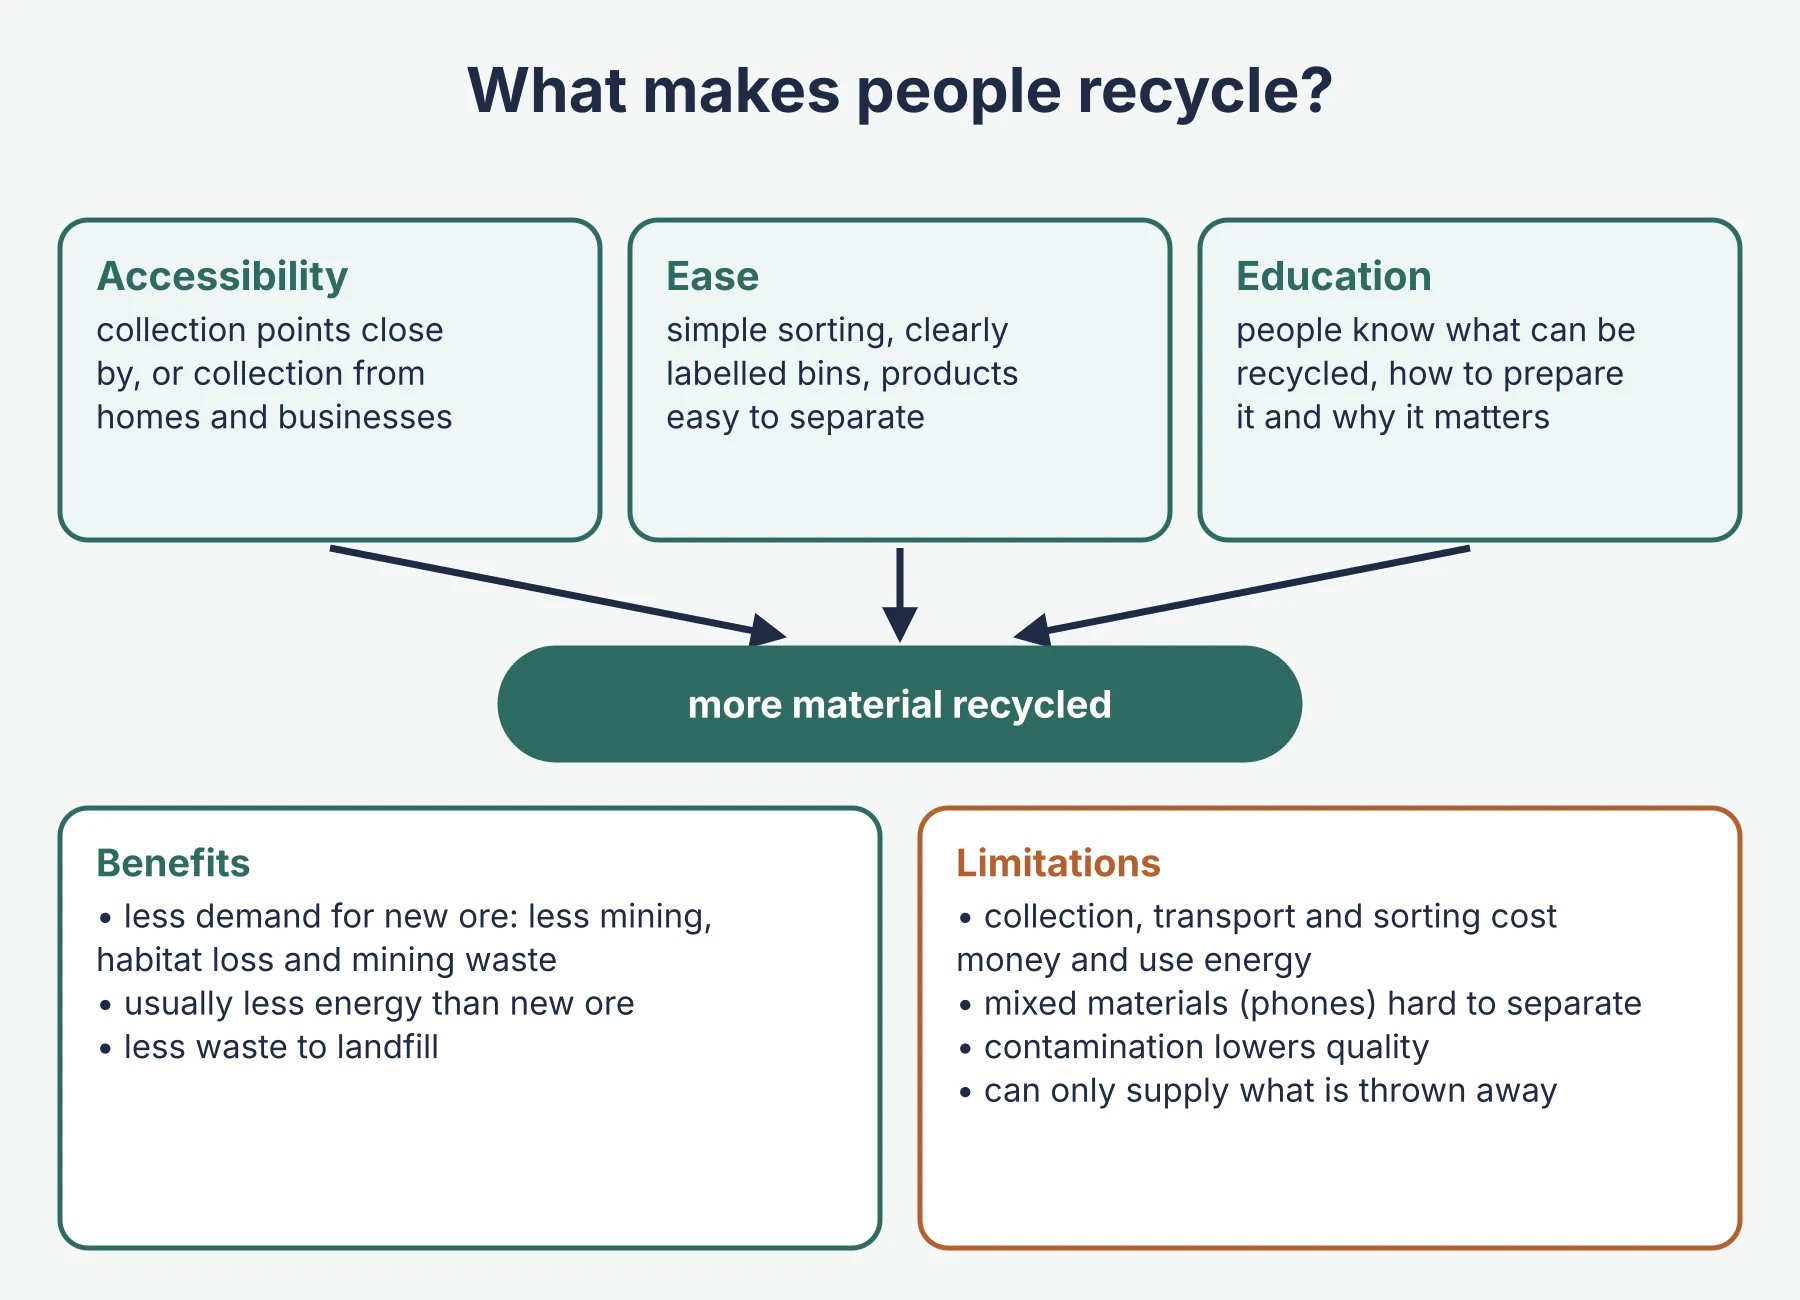 What makes people recycle?
Accessibility
collection points close
by, or collection from
homes and businesses
Ease
simple sorting, clearly
labelled bins, products
easy to separate
Education
people know what can be
recycled, how to prepare
it and why it matters
more material recycled
Benefits
• less demand for new ore: less mining,
habitat loss and mining waste
• usually less energy than new ore
• less waste to landfill
Limitations
• collection, transport and sorting cost
money and use energy
• mixed materials (phones) hard to separate
• contamination lowers quality
• can only supply what is thrown away